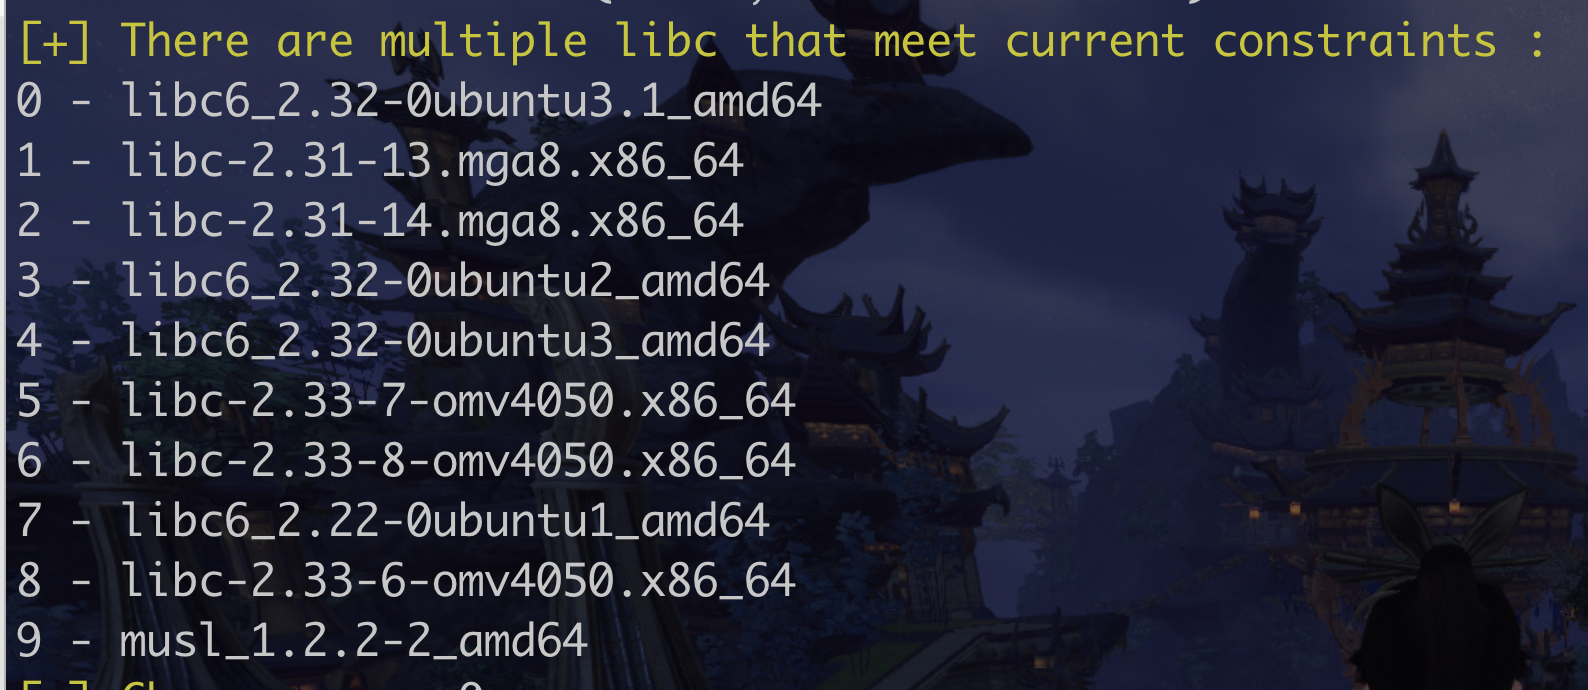 [+] There are multiple libc that meet current constraints :
0 - libc6_2.32-0ubuntu3.1_amd64
1 - libc-2.31-13.mga8.x86_64
2 - libc-2.31-14.mga8.x86_64
3 - libc6_2.32-0ubuntu2_amd64
4 - libc6_2.32-0ubuntu3_amd64
5 - libc-2.33-7-omv4050.x86_64
6 - libc-2.33-8-omv4050.x86_64
7 - libc6_2.22-0ubuntu1_amd64
8 - libc-2.33-6-omv4050.x86_64
9 - musl_1.2.2-2_amd64